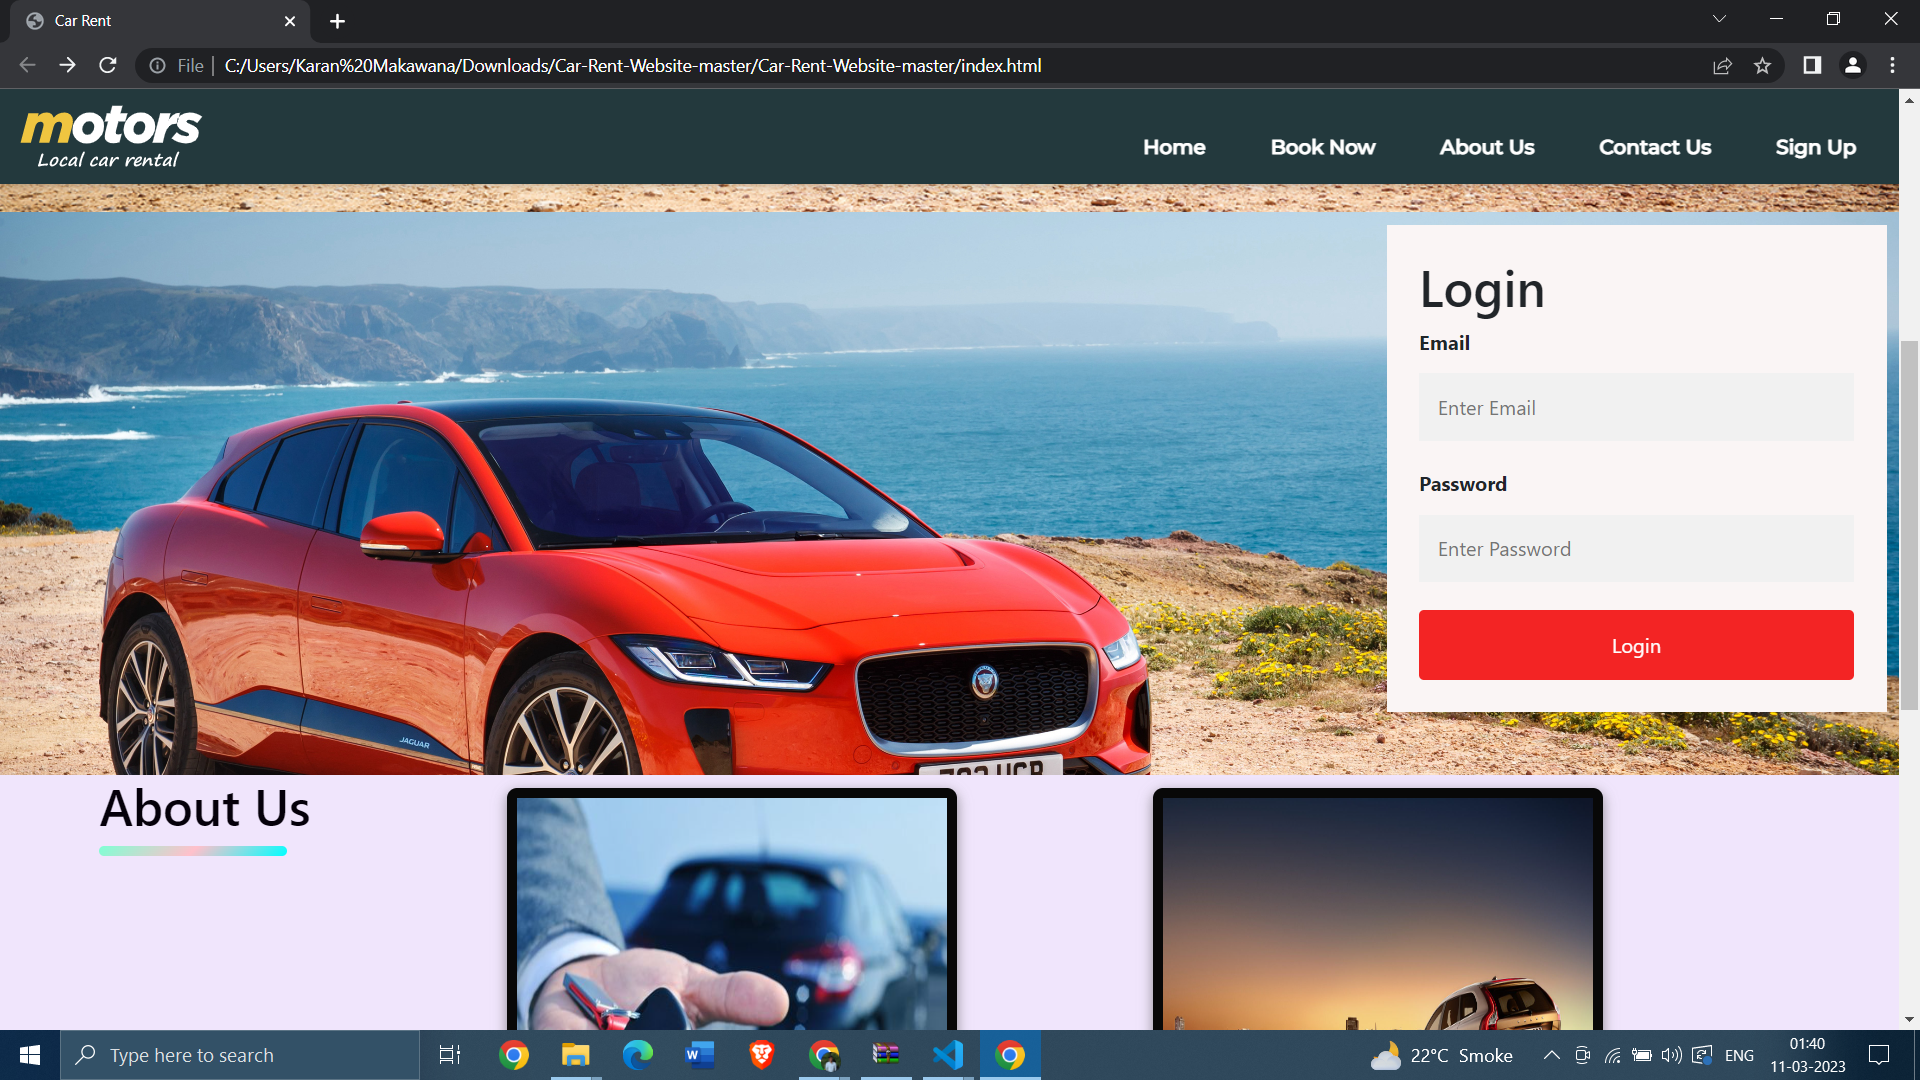 Car Rent
File
C:/Users/Karan%20Makawana/Downloads/Car-Rent-Website-master/Car-Rent-Website-master/index.html
motors
Local car rental
Home
Book Now
About Us
Contact Us
Sign Up
Login
Email
Enter Email
Password
Enter Password
Login
JAGUAR
About Us
Type here to search
22°C Smoke
ENG
01:40
11-03-2023